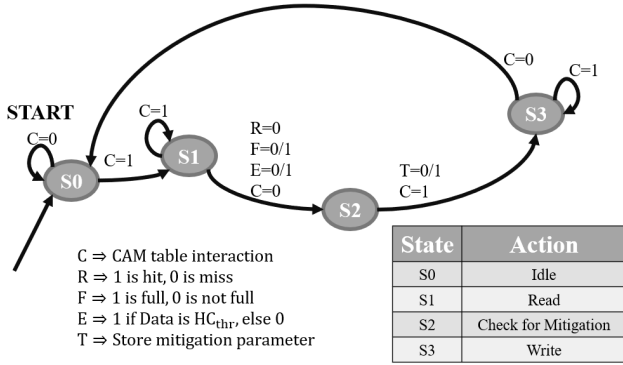 START
C=0
S0
C=1
C=1
S1
R=0
F=0/1
E=0/1
C=0
S2
T=0/1
C=1
C=0
S3
C=1
C ⇒ CAM table interaction
R ⇒ 1 is hit, 0 is miss
F ⇒ 1 is full, 0 is not full
E ⇒ 1 if Data is HCthr, else 0
T ⇒ Store mitigation parameter
State Action
S0 Idle
S1 Read
S2 Check for Mitigation
S3 Write